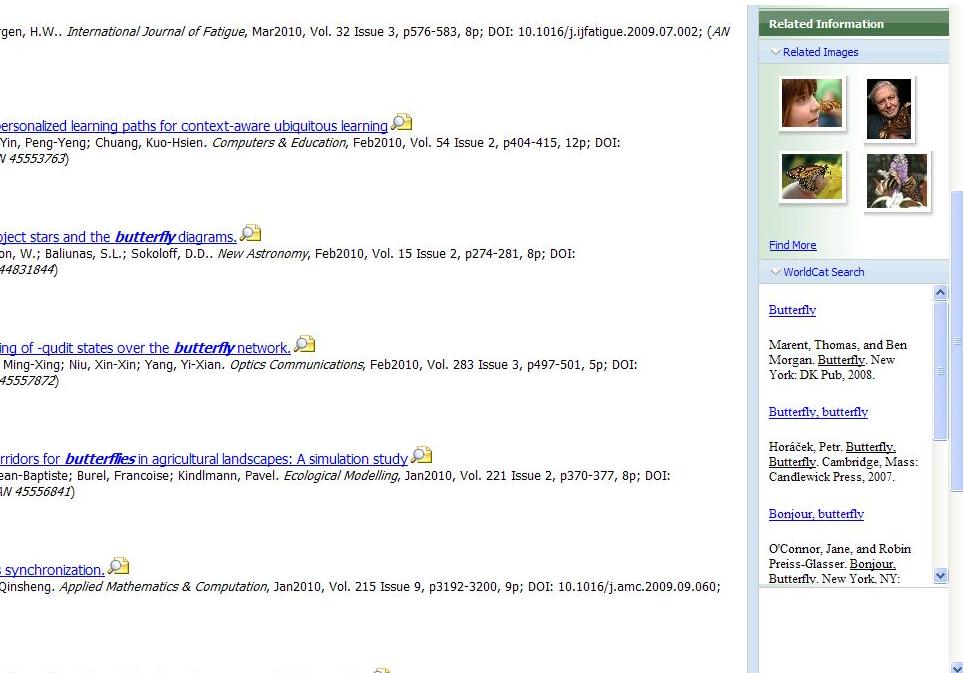 rgen, H.W.. International Journal of Fatigue, Mar2010, Vol. 32 Issue 3, p576-583, 8p; DOI: 10.1016/j.ijfatigue.2009.07.002; (AN
ersonalized learning paths for context-aware ubiquitous learning
Yin, Peng-Yeng; Chuang, Kuo-Hsien. Computers & Education, Feb2010, Vol. 54 Issue 2, p404-415, 12p; DOI:
N 45553763)
ject stars and the butterfly diagrams.
on, W.; Baliunas, S.L.; Sokoloff, D.D.. New Astronomy, Feb2010, Vol. 15 Issue 2, p274-281, 8p; DOI:
44831844)
ing of -qudit states over the butterfly network.
Ming-Xing; Niu, Xin-Xin; Yang, Yi-Xian. Optics Communications, Feb2010, Vol. 283 Issue 3, p497-501, 5p; DOI:
45557872)
rridors for butterflies in agricultural landscapes: A simulation study
ean-Baptiste; Burel, Francoise; Kindlmann, Pavel. Ecological Modelling, Jan2010, Vol. 221 Issue 2, p370-377, 8p; DOI:
AN 45556841)
s synchronization.
Qinsheng. Applied Mathematics & Computation, Jan2010, Vol. 215 Issue 9, p3192-3200, 9p; DOI: 10.1016/j.amc.2009.09.060;
Related Information
Related Images
Find More
WorldCat Search
Butterfly
Marent, Thomas, and Ben
Morgan. Butterfly. New
York: DK Pub, 2008.
Butterfly, butterfly
Horáček, Petr. Butterfly,
Butterfly. Cambridge, Mass:
Candlewick Press, 2007.
Bonjour, butterfly
O'Connor, Jane, and Robin
Preiss-Glasser. Bonjour,
Butterfly. New York, NY: